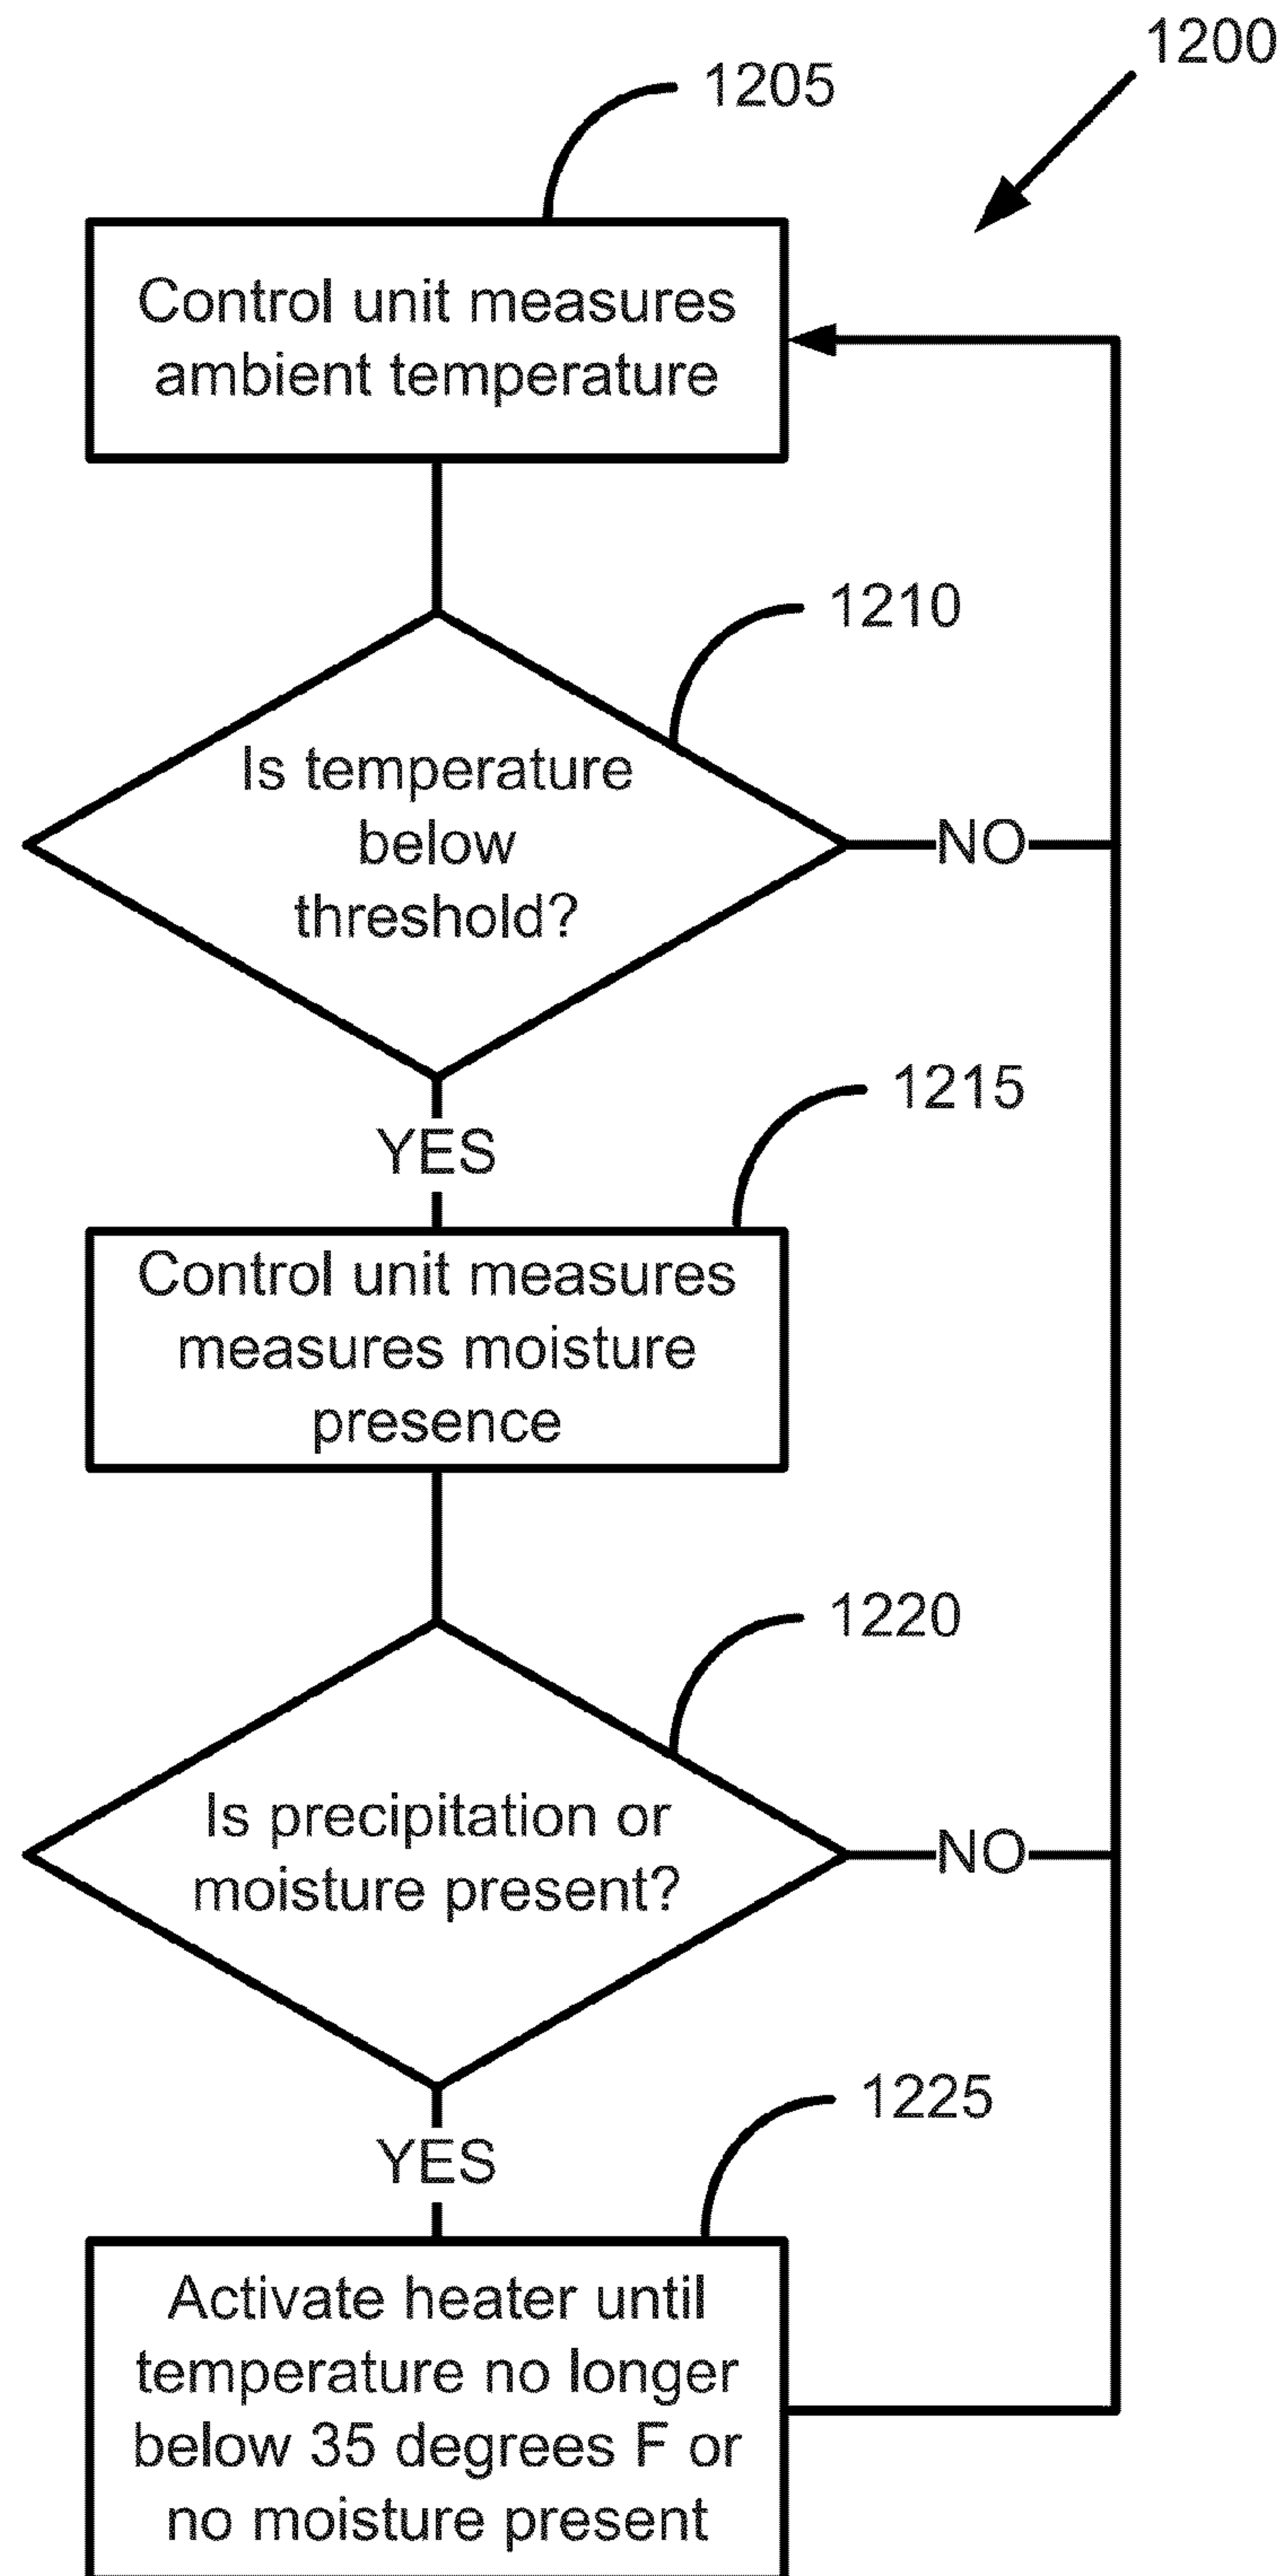 1200
1205
Control unit measures
ambient temperature
1210
Is temperature
below
threshold?
NO
YES
1215
Control unit measures
measures moisture
presence
1220
Is precipitation or
moisture present?
NO
YES
1225
Activate heater until
temperature no longer
below 35 degrees F or
no moisture present